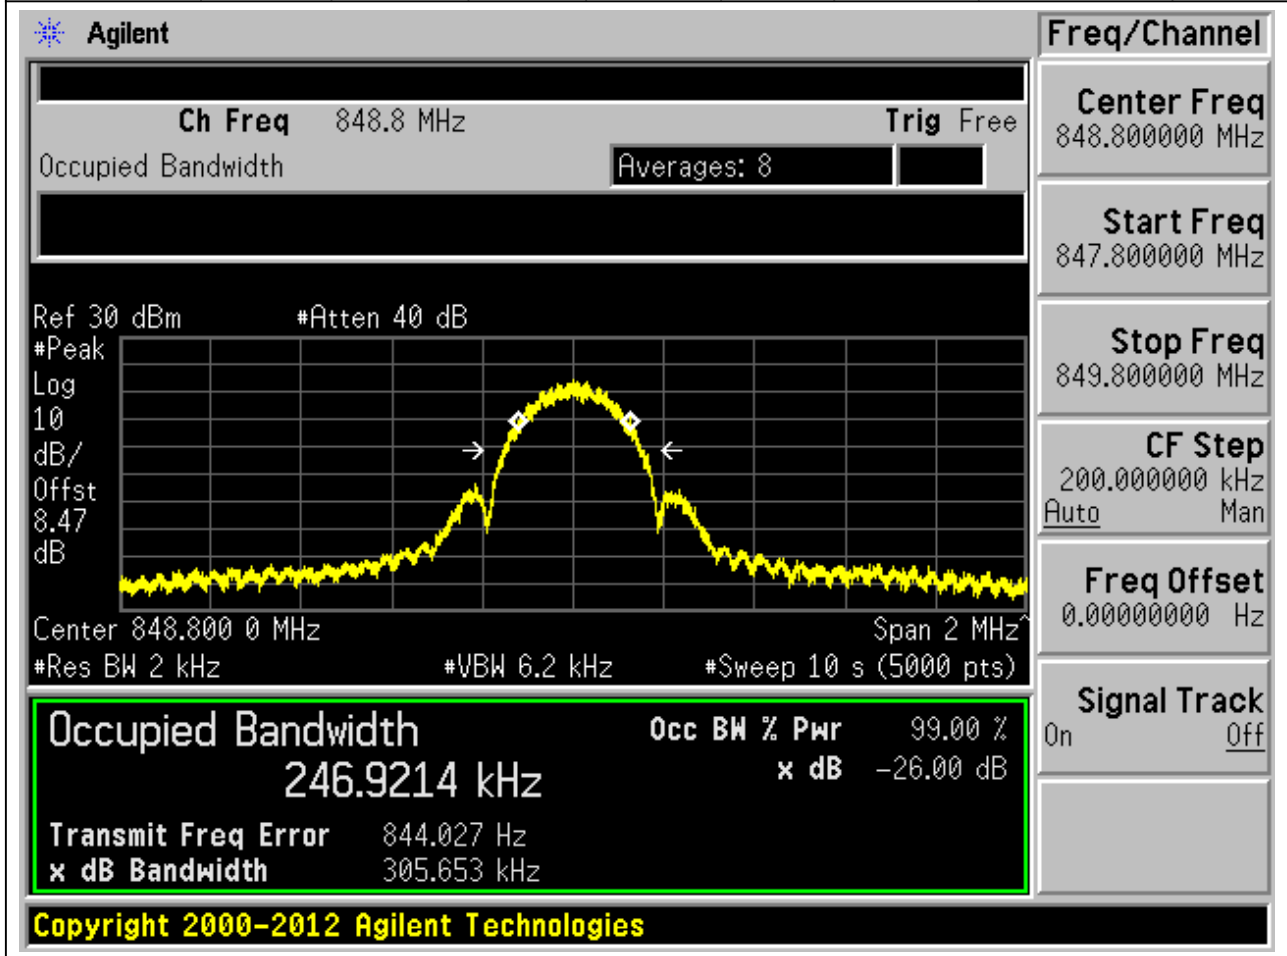 Agilent
Ch Freq 848.8 MHz Trig Free
Occupied Bandwidth Averages: 8
Ref 30 dBm #Atten 40 dB
#Peak
Log
10
dB/
Offst
8.47
dB
Center 848.800 0 MHz Span 2 MHz^
#Res BW 2 kHz #VBW 6.2 kHz #Sweep 10 s (5000 pts)
Occupied Bandwidth Occ BW % Pwr 99.00 %
246.9214 kHz x dB -26.00 dB
Transmit Freq Error 844.027 Hz
x dB Bandwidth 305.653 kHz
Copyright 2000-2012 Agilent Technologies
Freq/Channel
Center Freq
848.800000 MHz
Start Freq
847.800000 MHz
Stop Freq
849.800000 MHz
CF Step
200.000000 kHz
Auto Man
Freq Offset
0.00000000 Hz
Signal Track
On Off